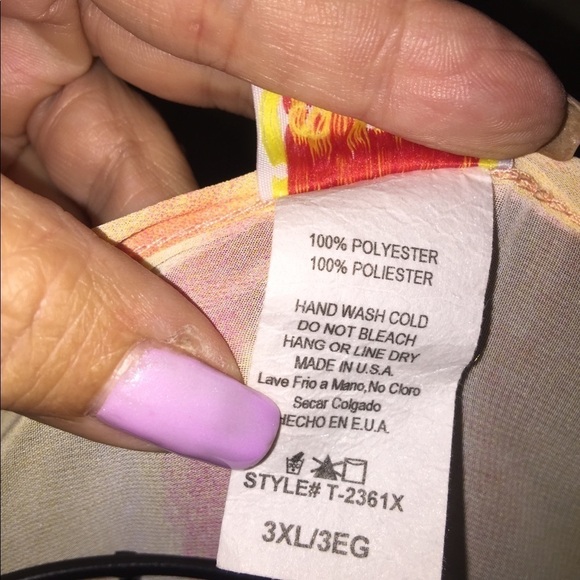 100% POLYESTER
100% POLIESTER
HAND WASH COLD
DO NOT BLEACH
HANG OR LINE DRY
MADE IN U.S.A.
Lave Frio a Mano, No Cloro
Secar Colgado
HECHO EN E.U.A.
STYLE# T-2361X
3XL/3EG